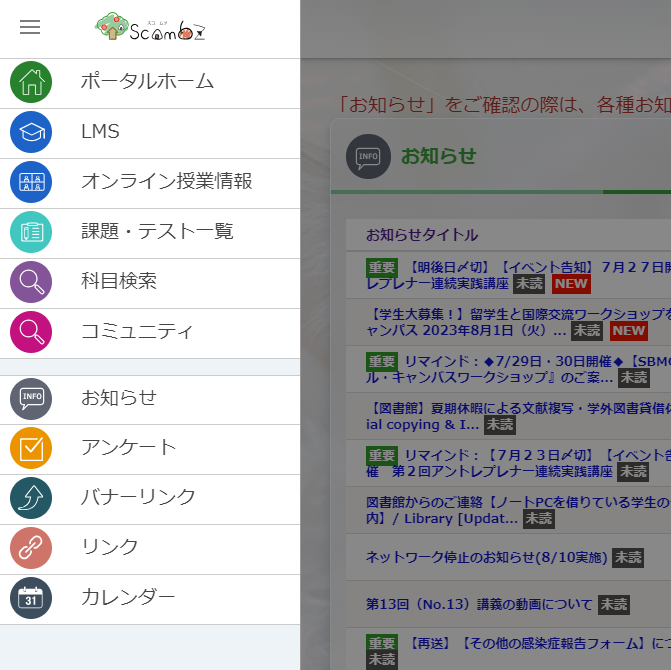 スコームツ
ScombZ
ポータルホーム
LMS
オンライン授業情報
課題・テスト一覧
科目検索
コミュニティ
INFO
お知らせ
アンケート
バナーリンク
リンク
31
カレンダー
「お知らせ」をご確認の際は、各種お知
INFO
お知らせ
お知らせタイトル
重要 【明後日〆切】【イベント告知】７月２７日開
レプレナー連続実践講座 未読 NEW
【学生大募集！】留学生と国際交流ワークショップを
ャンパス 2023年8月1日（火）... 未読 NEW
重要 リマインド：◆7/29日・30日開催◆【SBM
ル・キャンパスワークショップ』のご案... 未読
【図書館】夏期休暇による文献複写・学外図書貸借休
ial copying & I... 未読
重要 リマインド：【７月２３日〆切】【イベント告
催　第２回アントレプレナー連続実践講座 未読
図書館からのご連絡【ノートPCを借りている学生の
内】/ Library [Updat... 未読
ネットワーク停止のお知らせ(8/10実施) 未読
第13回（No.13）講義の動画について 未読
重要 【再送】【その他の感染症報告フォーム】につ
未読